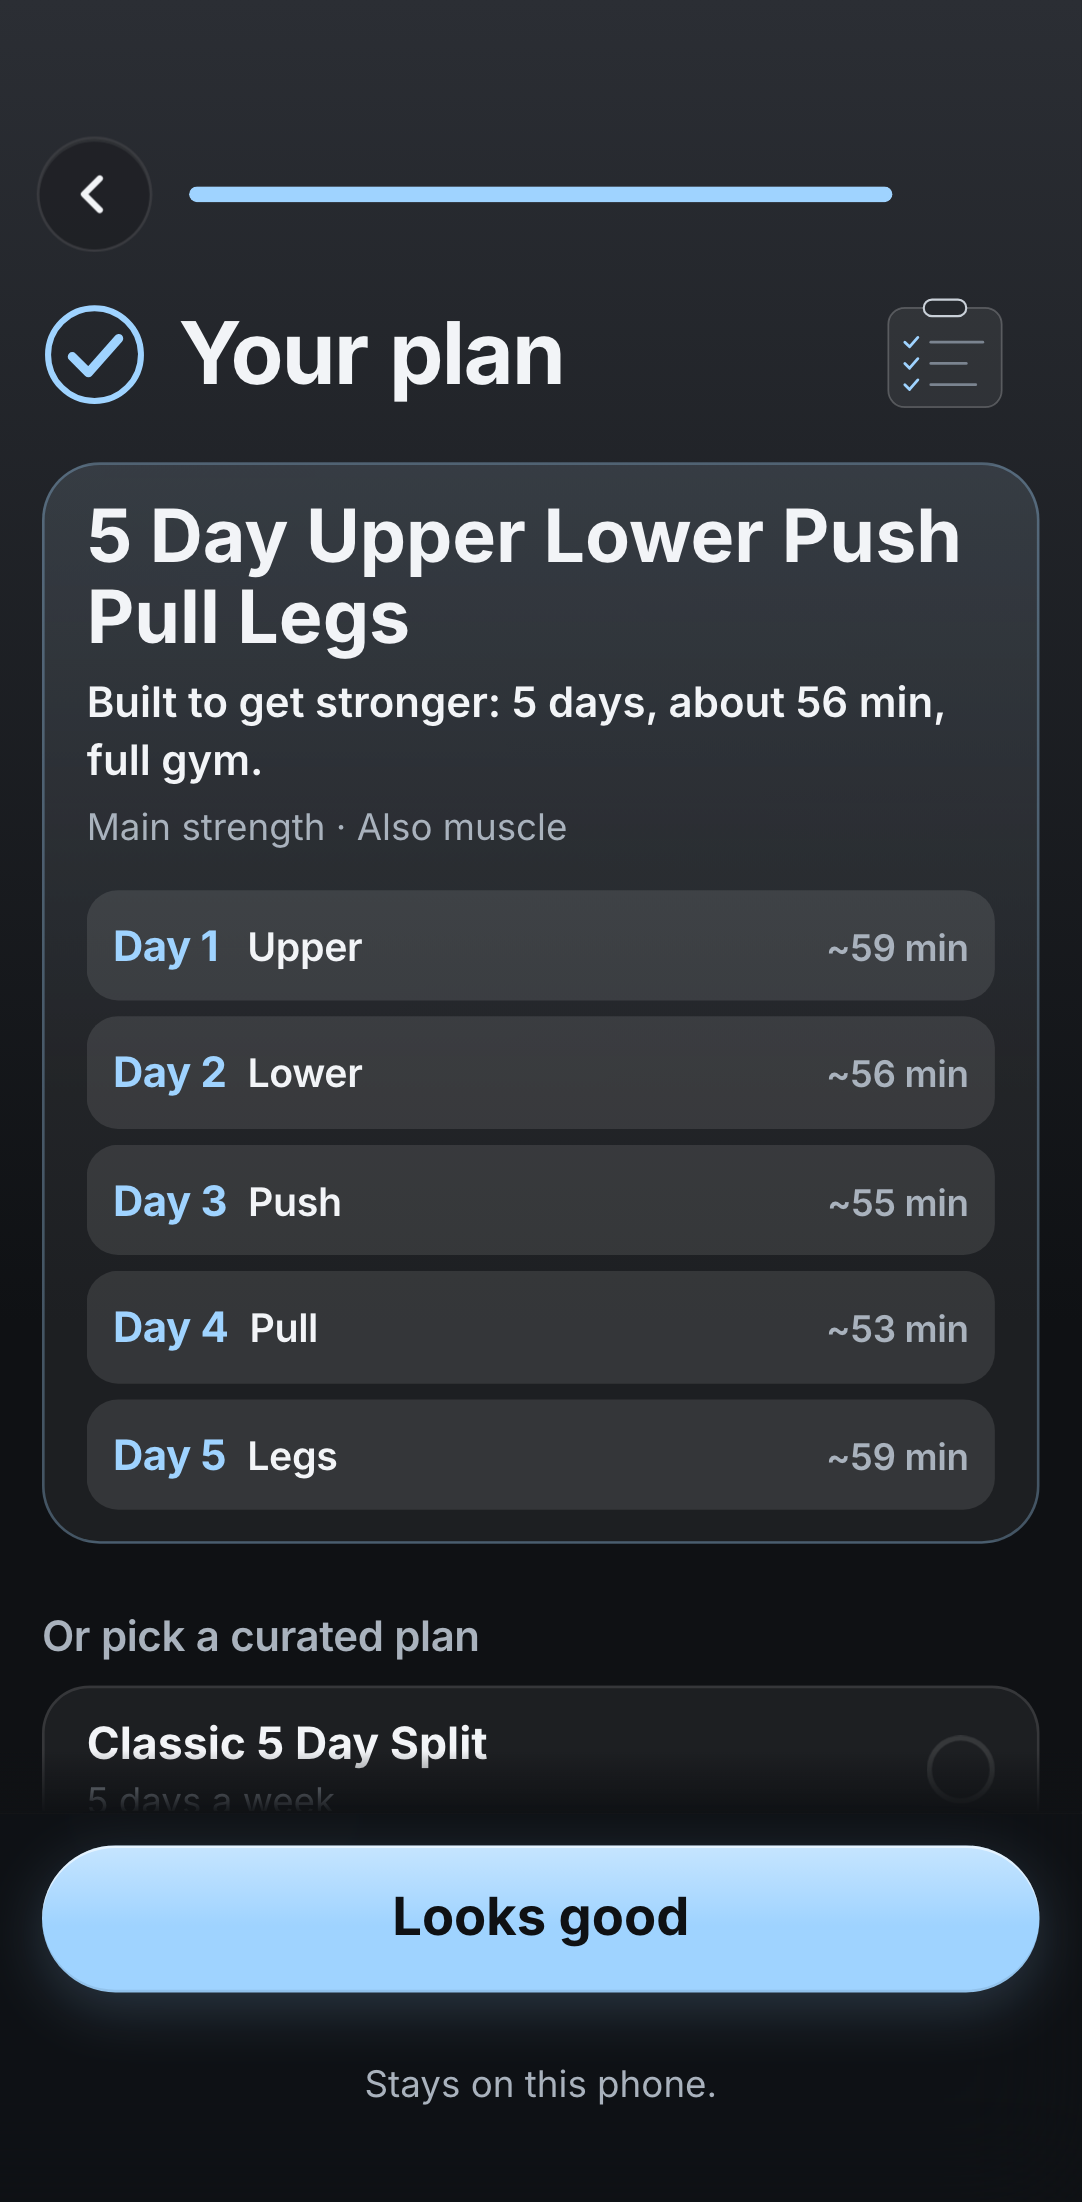 Your plan
5 Day Upper Lower Push
Pull Legs
Built to get stronger: 5 days, about 56 min,
full gym.
Main strength · Also muscle
Day 1 Upper ~59 min
Day 2 Lower ~56 min
Day 3 Push ~55 min
Day 4 Pull ~53 min
Day 5 Legs ~59 min
Or pick a curated plan
Classic 5 Day Split
5 days a week
Looks good
Stays on this phone.